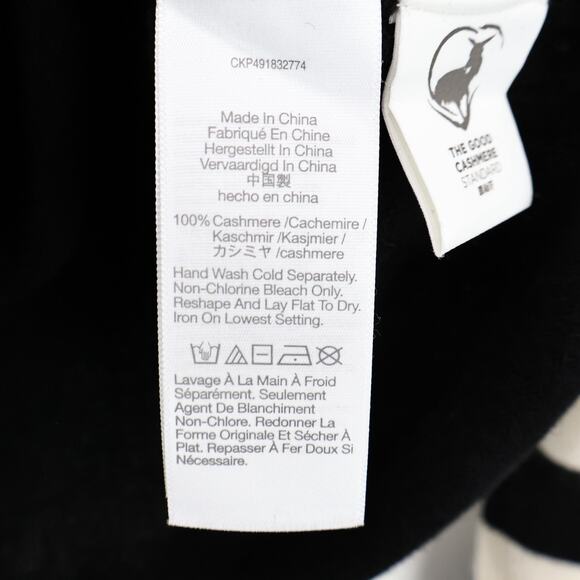 CKP491832774
Made In China
Fabriqué En Chine
Hergestellt In China
Vervaardigd In China
中国製
hecho en china
100% Cashmere /Cachemire /
Kaschmir /Kasjmier /
カシミヤ /cashmere
Hand Wash Cold Separately.
Non-Chlorine Bleach Only.
Reshape And Lay Flat To Dry.
Iron On Lowest Setting.
Lavage À La Main À Froid
Séparément. Seulement
Agent De Blanchiment
Non-Chlore. Redonner La
Forme Originale Et Sécher À
Plat. Repasser À Fer Doux Si
Nécessaire.
THE GOOD
CASHMERE
STANDARD